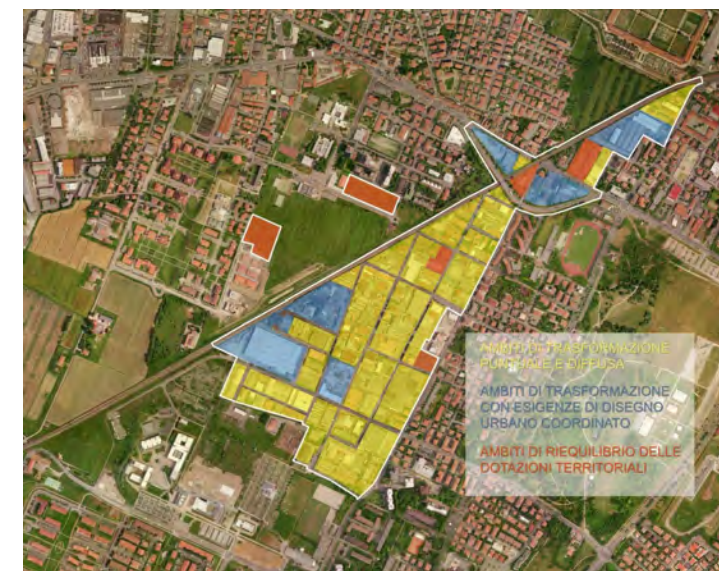 AMBITI DI TRASFORMAZIONE
PUNTUALE E DIFFUSA
AMBITI DI TRASFORMAZIONE
CON ESIGENZE DI DISEGNO
URBANO COORDINATO
AMBITI DI RIEQUILIBRIO DELLE
DOTAZIONI TERRITORIALI